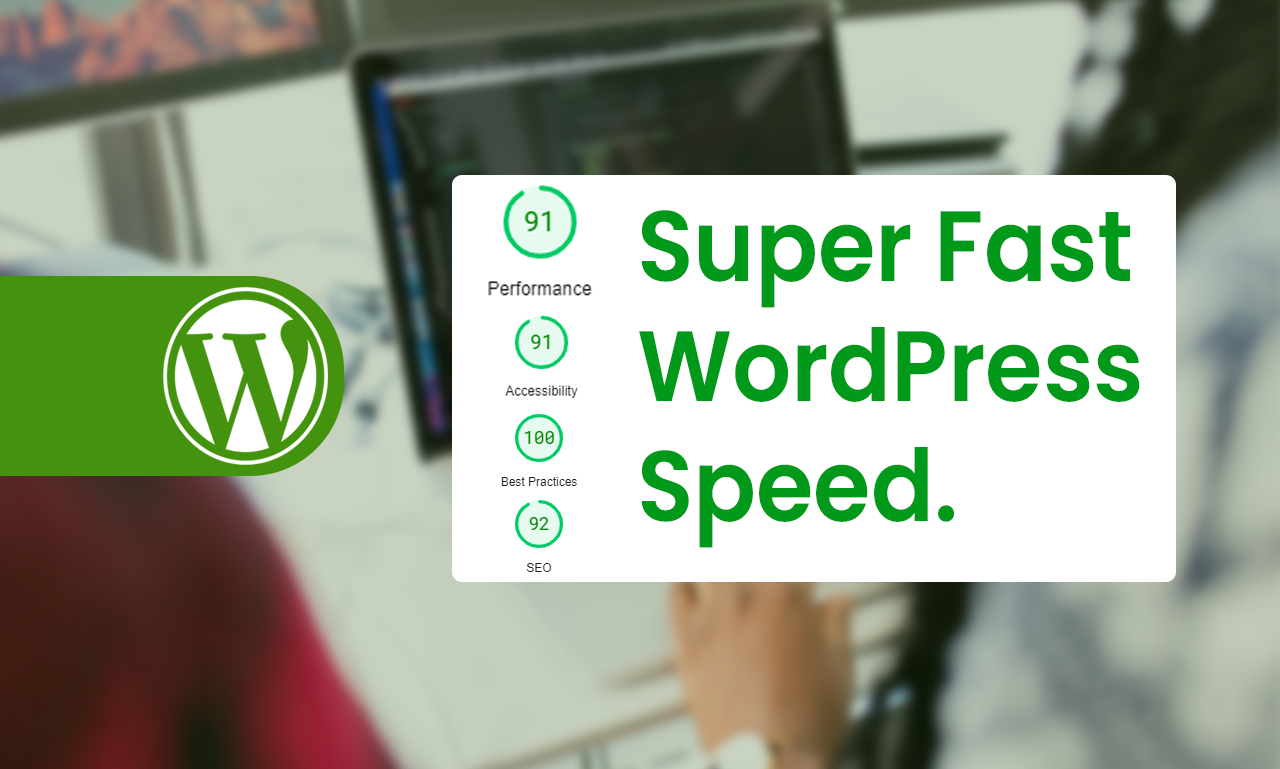 91
Performance
91
Accessibility
100
Best Practices
92
SEO
Super Fast
WordPress
Speed.